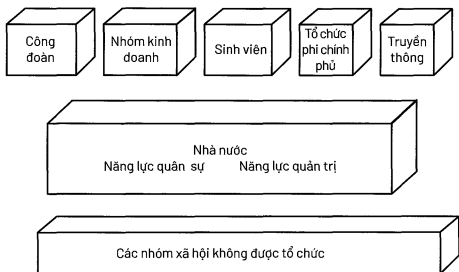 Công
đoàn
Nhóm kinh
doanh
Sinh viên
Tổ chức
phi chính
phủ
Truyền
thông
Nhà nước
Năng lực quân sự Năng lực quản trị
Các nhóm xã hội không được tổ chức